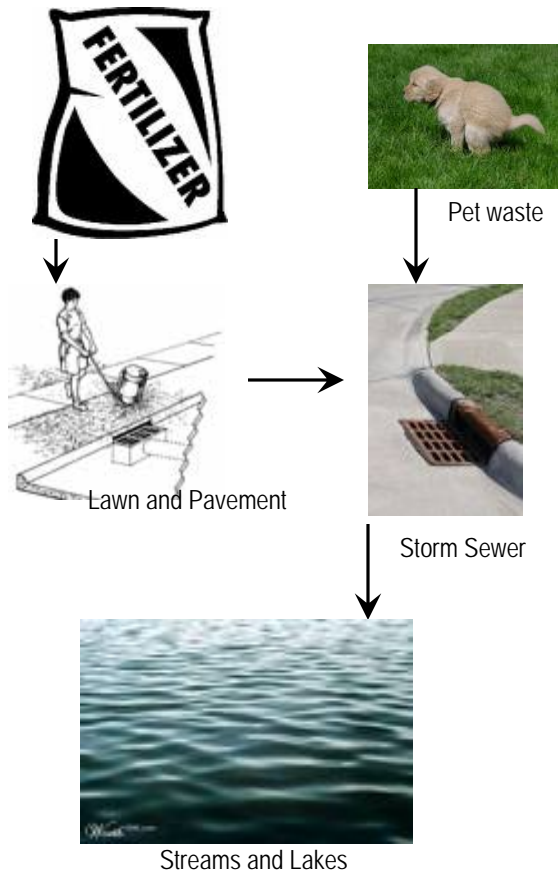 FERTILIZER
Pet waste
Lawn and Pavement
Storm Sewer
Streams and Lakes